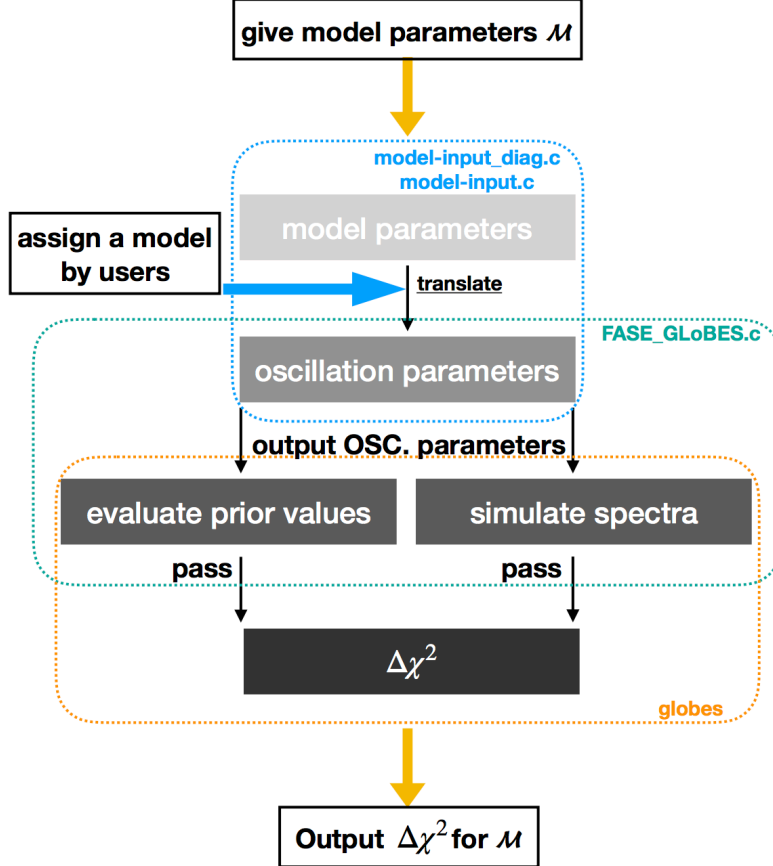 give model parameters ℳ
model-input_diag.c
model-input.c
model parameters
assign a model
by users
translate
FASE_GLoBES.c
oscillation parameters
output OSC. parameters
evaluate prior values
simulate spectra
pass
pass
Δχ²
globes
Output Δχ² for ℳ